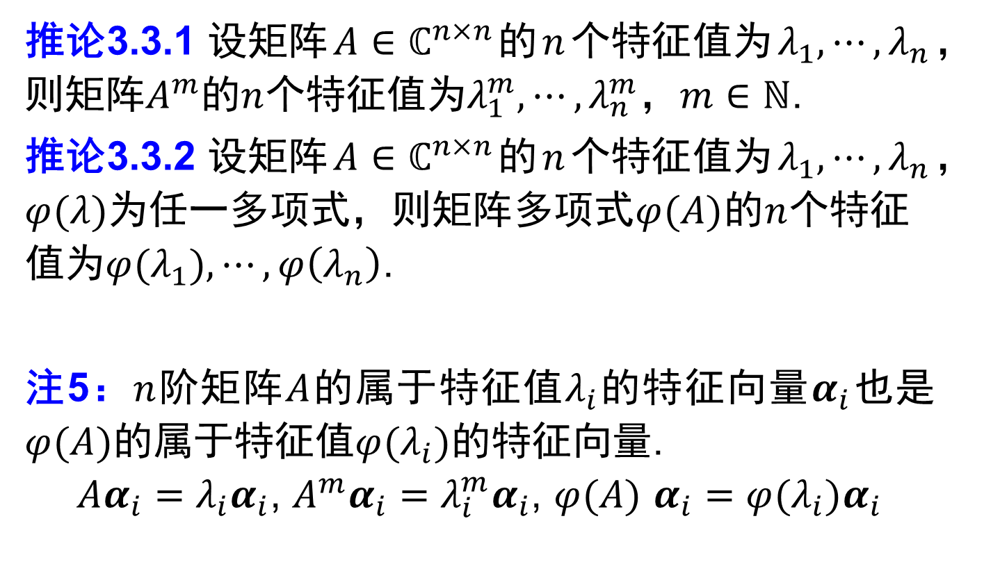 推论3.3.1 设矩阵 $A \in \mathbb{C}^{n \times n}$ 的 $n$ 个特征值为 $\lambda_1, \cdots, \lambda_n$，
则矩阵$A^m$的$n$个特征值为$\lambda_1^m, \cdots, \lambda_n^m$，$m \in \mathbb{N}$.
推论3.3.2 设矩阵 $A \in \mathbb{C}^{n \times n}$ 的 $n$ 个特征值为 $\lambda_1, \cdots, \lambda_n$，
$\varphi(\lambda)$为任一多项式，则矩阵多项式$\varphi(A)$的$n$个特征
值为$\varphi(\lambda_1), \cdots, \varphi(\lambda_n)$.
注5：$n$阶矩阵$A$的属于特征值$\lambda_i$的特征向量$\boldsymbol{\alpha}_i$也是
$\varphi(A)$的属于特征值$\varphi(\lambda_i)$的特征向量.
$A\boldsymbol{\alpha}_i = \lambda_i\boldsymbol{\alpha}_i$, $A^m\boldsymbol{\alpha}_i = \lambda_i^m\boldsymbol{\alpha}_i$, $\varphi(A)\ \boldsymbol{\alpha}_i = \varphi(\lambda_i)\boldsymbol{\alpha}_i$